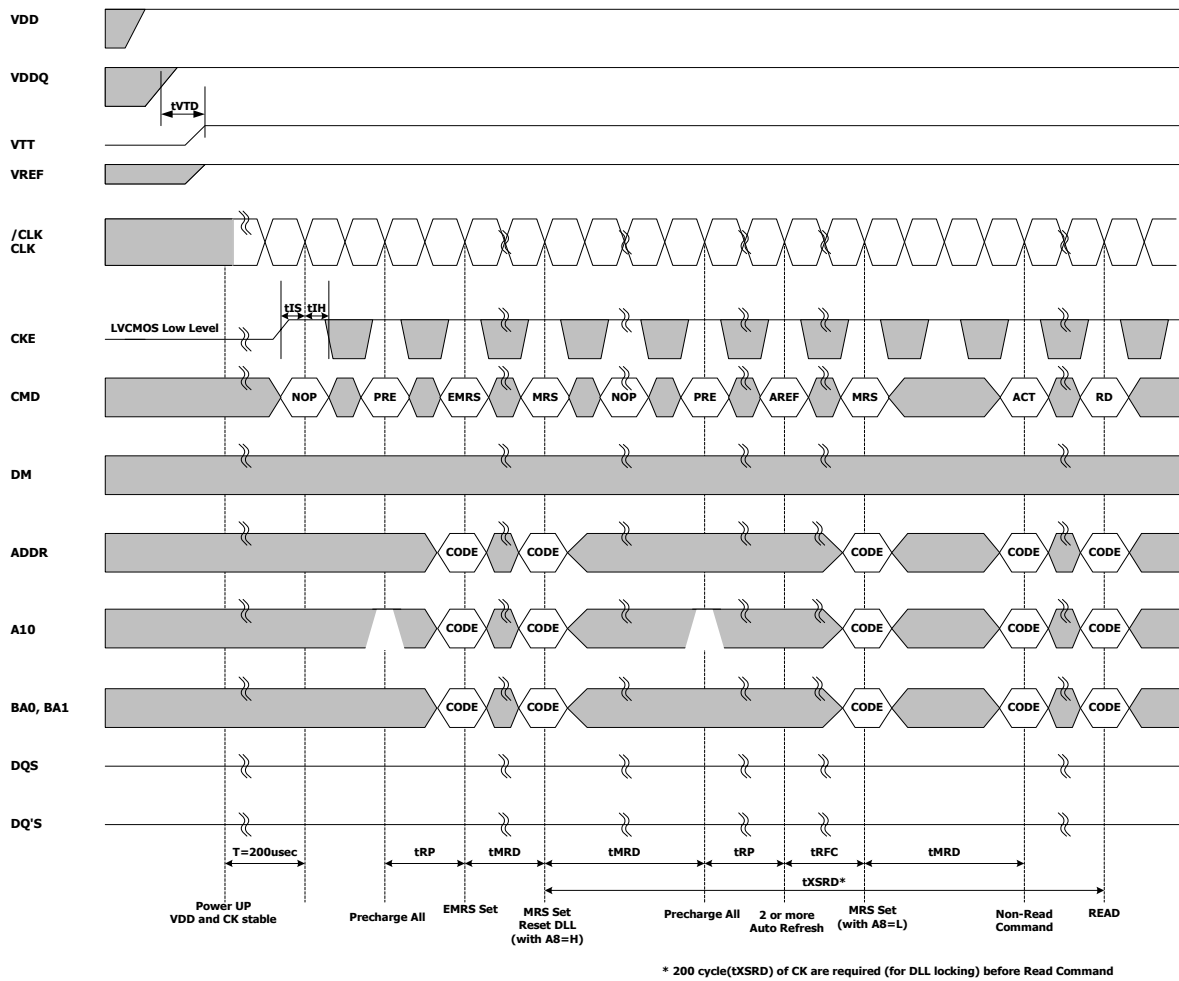 VDD
VDDQ
tVTD
VTT
VREF
/CLK
CLK
tIS tIH
LVCMOS Low Level
CKE
CMD NOP PRE EMRS MRS NOP PRE AREF MRS ACT RD
DM
ADDR CODE CODE CODE CODE CODE
A10 CODE CODE CODE CODE CODE
BA0, BA1 CODE CODE CODE CODE CODE
DQS
DQ'S
T=200usec tRP tMRD tMRD tRP tRFC tMRD
tXSRD*
Power UP
VDD and CK stable
Precharge All
EMRS Set
MRS Set
Reset DLL
(with A8=H)
Precharge All
2 or more
Auto Refresh
MRS Set
(with A8=L)
Non-Read
Command
READ
* 200 cycle(tXSRD) of CK are required (for DLL locking) before Read Command